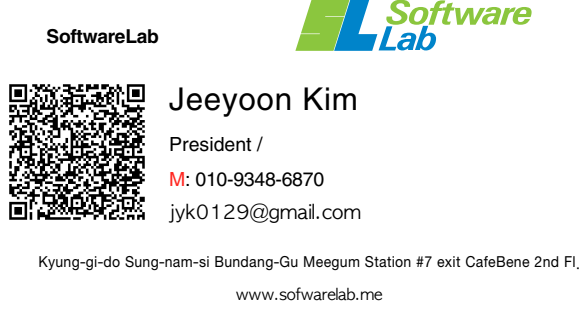 SoftwareLab
SL Software
Lab
Jeeyoon Kim
President /
M: 010-9348-6870
jyk0129@gmail.com
Kyung-gi-do Sung-nam-si Bundang-Gu Meegum Station #7 exit CafeBene 2nd Fl.
www.sofwarelab.me